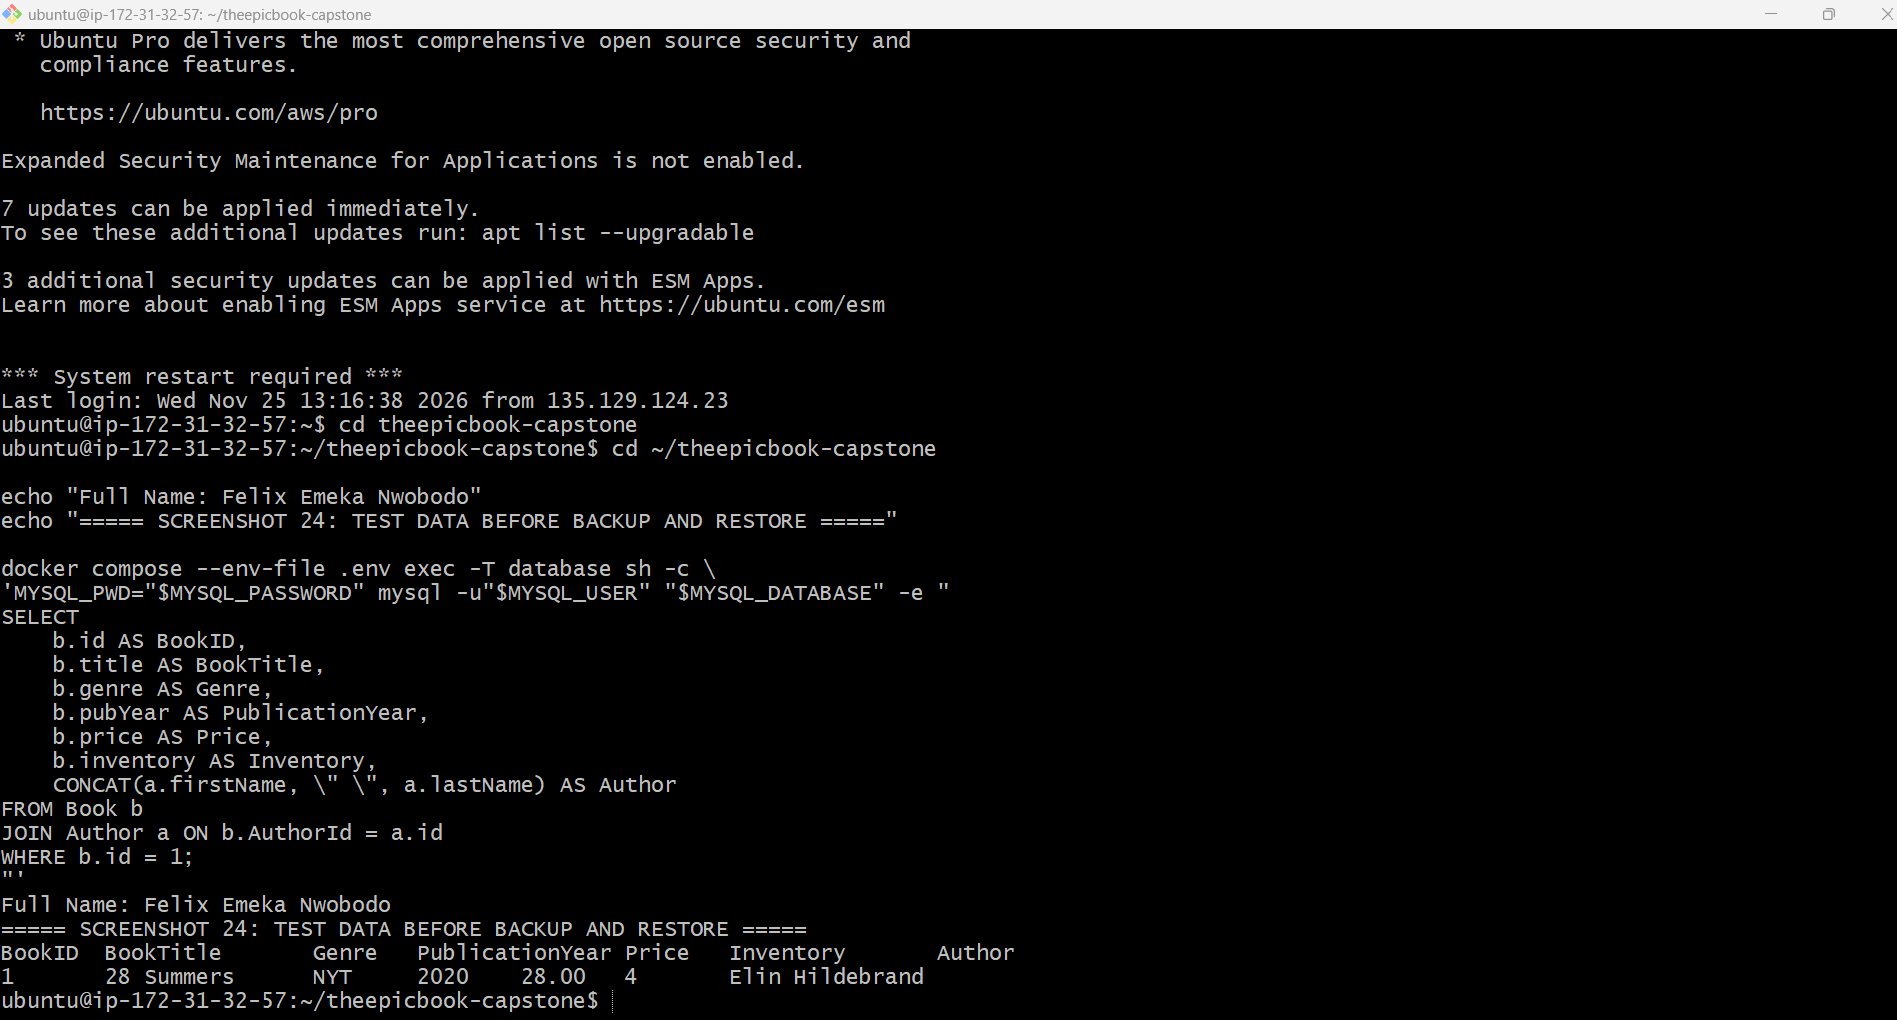 ubuntu@ip-172-31-32-57: ~/theepicbook-capstone
* Ubuntu Pro delivers the most comprehensive open source security and
compliance features.
https://ubuntu.com/aws/pro
Expanded Security Maintenance for Applications is not enabled.
7 updates can be applied immediately.
To see these additional updates run: apt list --upgradable
3 additional security updates can be applied with ESM Apps.
Learn more about enabling ESM Apps service at https://ubuntu.com/esm
*** System restart required ***
Last login: Wed Nov 25 13:16:38 2026 from 135.129.124.23
ubuntu@ip-172-31-32-57:~$ cd theepicbook-capstone
ubuntu@ip-172-31-32-57:~/theepicbook-capstone$ cd ~/theepicbook-capstone
echo "Full Name: Felix Emeka Nwobodo"
echo "===== SCREENSHOT 24: TEST DATA BEFORE BACKUP AND RESTORE ====="
docker compose --env-file .env exec -T database sh -c \
'MYSQL_PWD="$MYSQL_PASSWORD" mysql -u"$MYSQL_USER" "$MYSQL_DATABASE" -e "
SELECT
b.id AS BookID,
b.title AS BookTitle,
b.genre AS Genre,
b.pubYear AS PublicationYear,
b.price AS Price,
b.inventory AS Inventory,
CONCAT(a.firstName, \" \", a.lastName) AS Author
FROM Book b
JOIN Author a ON b.AuthorId = a.id
WHERE b.id = 1;
"'
Full Name: Felix Emeka Nwobodo
===== SCREENSHOT 24: TEST DATA BEFORE BACKUP AND RESTORE =====
BookID BookTitle Genre PublicationYear Price Inventory Author
1 28 Summers NYT 2020 28.00 4 Elin Hildebrand
ubuntu@ip-172-31-32-57:~/theepicbook-capstone$